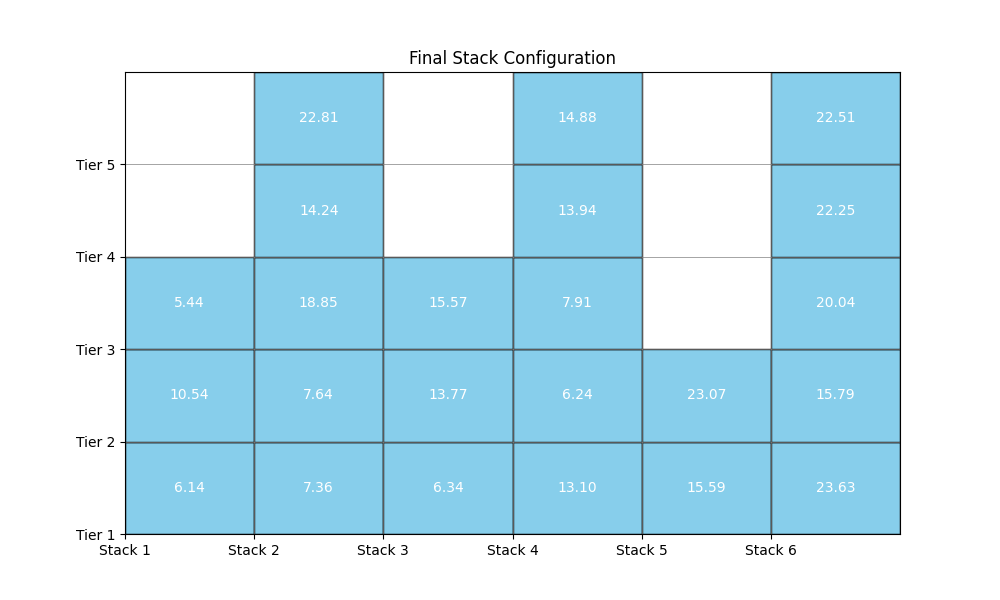 Final Stack Configuration
22.81 14.88 22.51
Tier 5
14.24 13.94 22.25
Tier 4
5.44 18.85 15.57 7.91 20.04
Tier 3
10.54 7.64 13.77 6.24 23.07 15.79
Tier 2
6.14 7.36 6.34 13.10 15.59 23.63
Tier 1
Stack 1 Stack 2 Stack 3 Stack 4 Stack 5 Stack 6